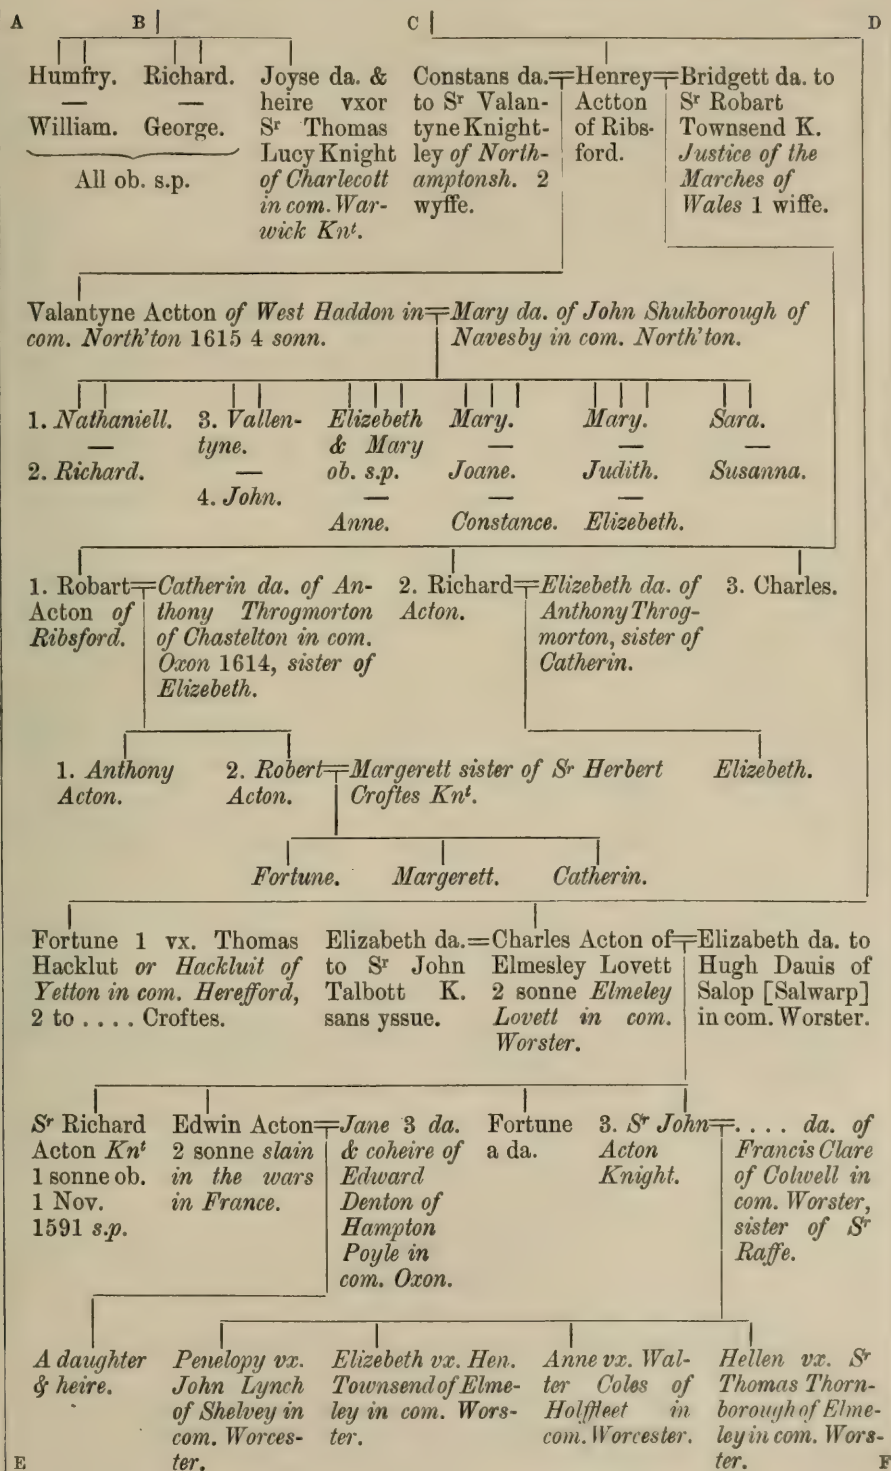 A B C D
Humfry.
—
William.
Richard.
—
George.
All ob. s.p.
Joyse da. &
heire vxor
Sr Thomas
Lucy Knight
of Charlecott
in com. War-
wick Knt.
Constans da.
to Sr Valan-
tyne Knight-
ley of North-
amptonsh. 2
wyffe.
Henrey
Actton
of Ribs-
ford.
Bridgett da. to
Sr Robart
Townsend K.
Justice of the
Marches of
Wales 1 wiffe.
Valantyne Actton of West Haddon in
com. North'ton 1615 4 sonn.
Mary da. of John Shukborough of
Navesby in com. North'ton.
1. Nathaniell.
—
2. Richard.
3. Vallen-
tyne.
—
4. John.
Elizebeth
& Mary
ob. s.p.
—
Anne.
Mary.
—
Joane.
—
Constance.
Mary.
—
Judith.
—
Elizebeth.
Sara.
—
Susanna.
1. Robart
Acton of
Ribsford.
Catherin da. of An-
thony Throgmorton
of Chastelton in com.
Oxon 1614, sister of
Elizebeth.
2. Richard
Acton.
Elizebeth da. of
Anthony Throg-
morton, sister of
Catherin.
3. Charles.
1. Anthony
Acton.
2. Robert
Acton.
Margerett sister of Sr Herbert
Croftes Knt.
Elizebeth.
Fortune. Margerett. Catherin.
Fortune 1 vx. Thomas
Hacklut or Hackluit of
Yetton in com. Herefford,
2 to .... Croftes.
Elizabeth da.
to Sr John
Talbott K.
sans yssue.
Charles Acton of
Elmesley Lovett
2 sonne Elmeley
Lovett in com.
Worster.
Elizabeth da. to
Hugh Dauis of
Salop [Salwarp]
in com. Worster.
Sr Richard
Acton Knt
1 sonne ob.
1 Nov.
1591 s.p.
Edwin Acton
2 sonne slain
in the wars
in France.
Jane 3 da.
& coheire of
Edward
Denton of
Hampton
Poyle in
com. Oxon.
Fortune
a da.
3. Sr John
Acton
Knight.
.... da. of
Francis Clare
of Colwell in
com. Worster,
sister of Sr
Raffe.
A daughter
& heire.
Penelopy vx.
John Lynch
of Shelvey in
com. Worces-
ter.
Elizebeth vx. Hen.
Townsend of Elme-
ley in com. Wors-
ter.
Anne vx. Wal-
ter Coles of
Holffleet in
com. Worcester.
Hellen vx. Sr
Thomas Thorn-
borough of Elme-
ley in com. Wors-
ter.
E F